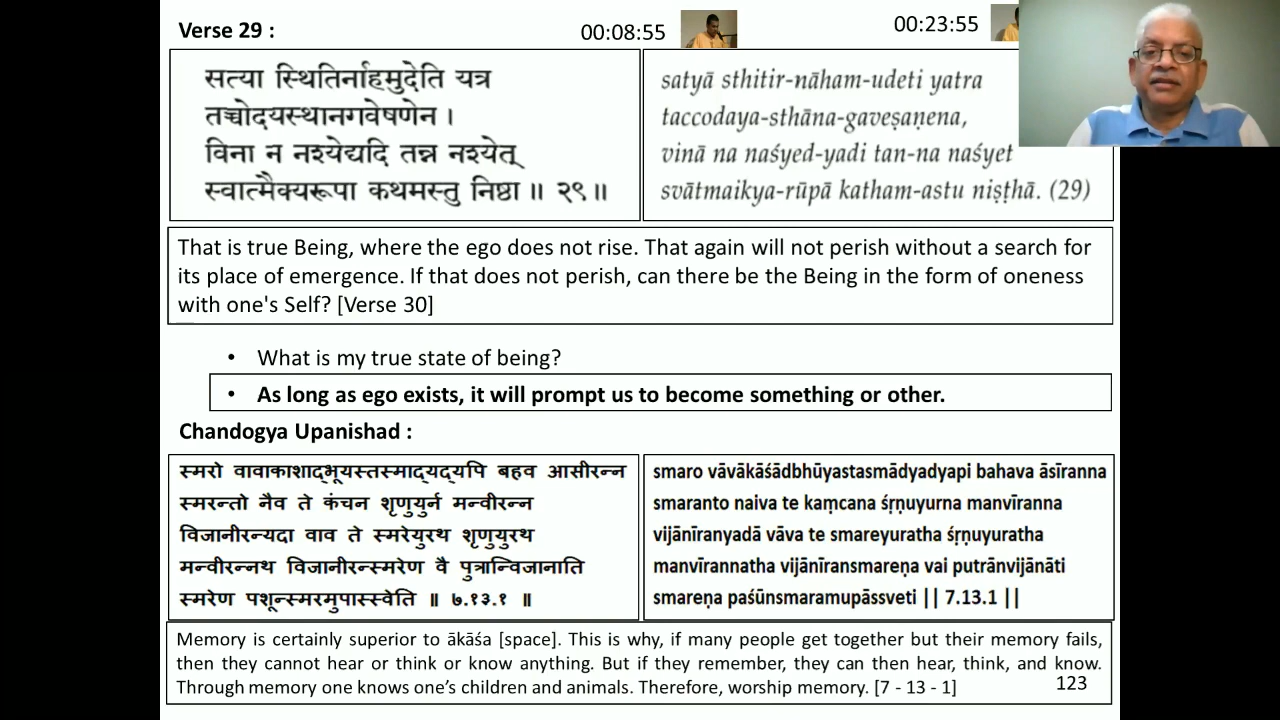 Verse 29 :
00:08:55
00:23:55
सत्या स्थितिर्नाहमुदेति यत्र
तच्चोदयस्थानगवेषणेन ।
विना न नश्येद्यदि तन्न नश्येत्
स्वात्मैक्यरूपा कथमस्तु निष्ठा ॥ २९ ॥
satyā sthitir-nāham-udeti yatra
taccodaya-sthāna-gaveṣaṇena,
vinā na naśyed-yadi tan-na naśyet
svātmaikya-rūpā katham-astu niṣṭhā. (29)
That is true Being, where the ego does not rise. That again will not perish without a search for
its place of emergence. If that does not perish, can there be the Being in the form of oneness
with one's Self? [Verse 30]
• What is my true state of being?
• As long as ego exists, it will prompt us to become something or other.
Chandogya Upanishad :
स्मरो वावाकाशाद्भूयस्तस्माद्यद्यपि बहव आसीरन्न
स्मरन्तो नैव ते कंचन शृणुयुर्न मन्वीरन्न
विजानीरन्यदा वाव ते स्मरेयुरथ शृणुयुरथ
मन्वीरन्नथ विजानीरन्स्मरेण वै पुत्रान्विजानाति
स्मरेण पशून्स्मरमुपास्स्वेति ॥ ७.१३.१ ॥
smaro vāvākāśādbhūyastasmādyadyapi bahava āsīranna
smaranto naiva te kaṃcana śṛṇuyurna manvīranna
vijānīranyadā vāva te smareyuratha śṛṇuyuratha
manvīrannatha vijānīransmareṇa vai putrānvijānāti
smareṇa paśūnsmaramupāssveti || 7.13.1 ||
Memory is certainly superior to ākāśa [space]. This is why, if many people get together but their memory fails,
then they cannot hear or think or know anything. But if they remember, they can then hear, think, and know.
Through memory one knows one's children and animals. Therefore, worship memory. [7 - 13 - 1]
123